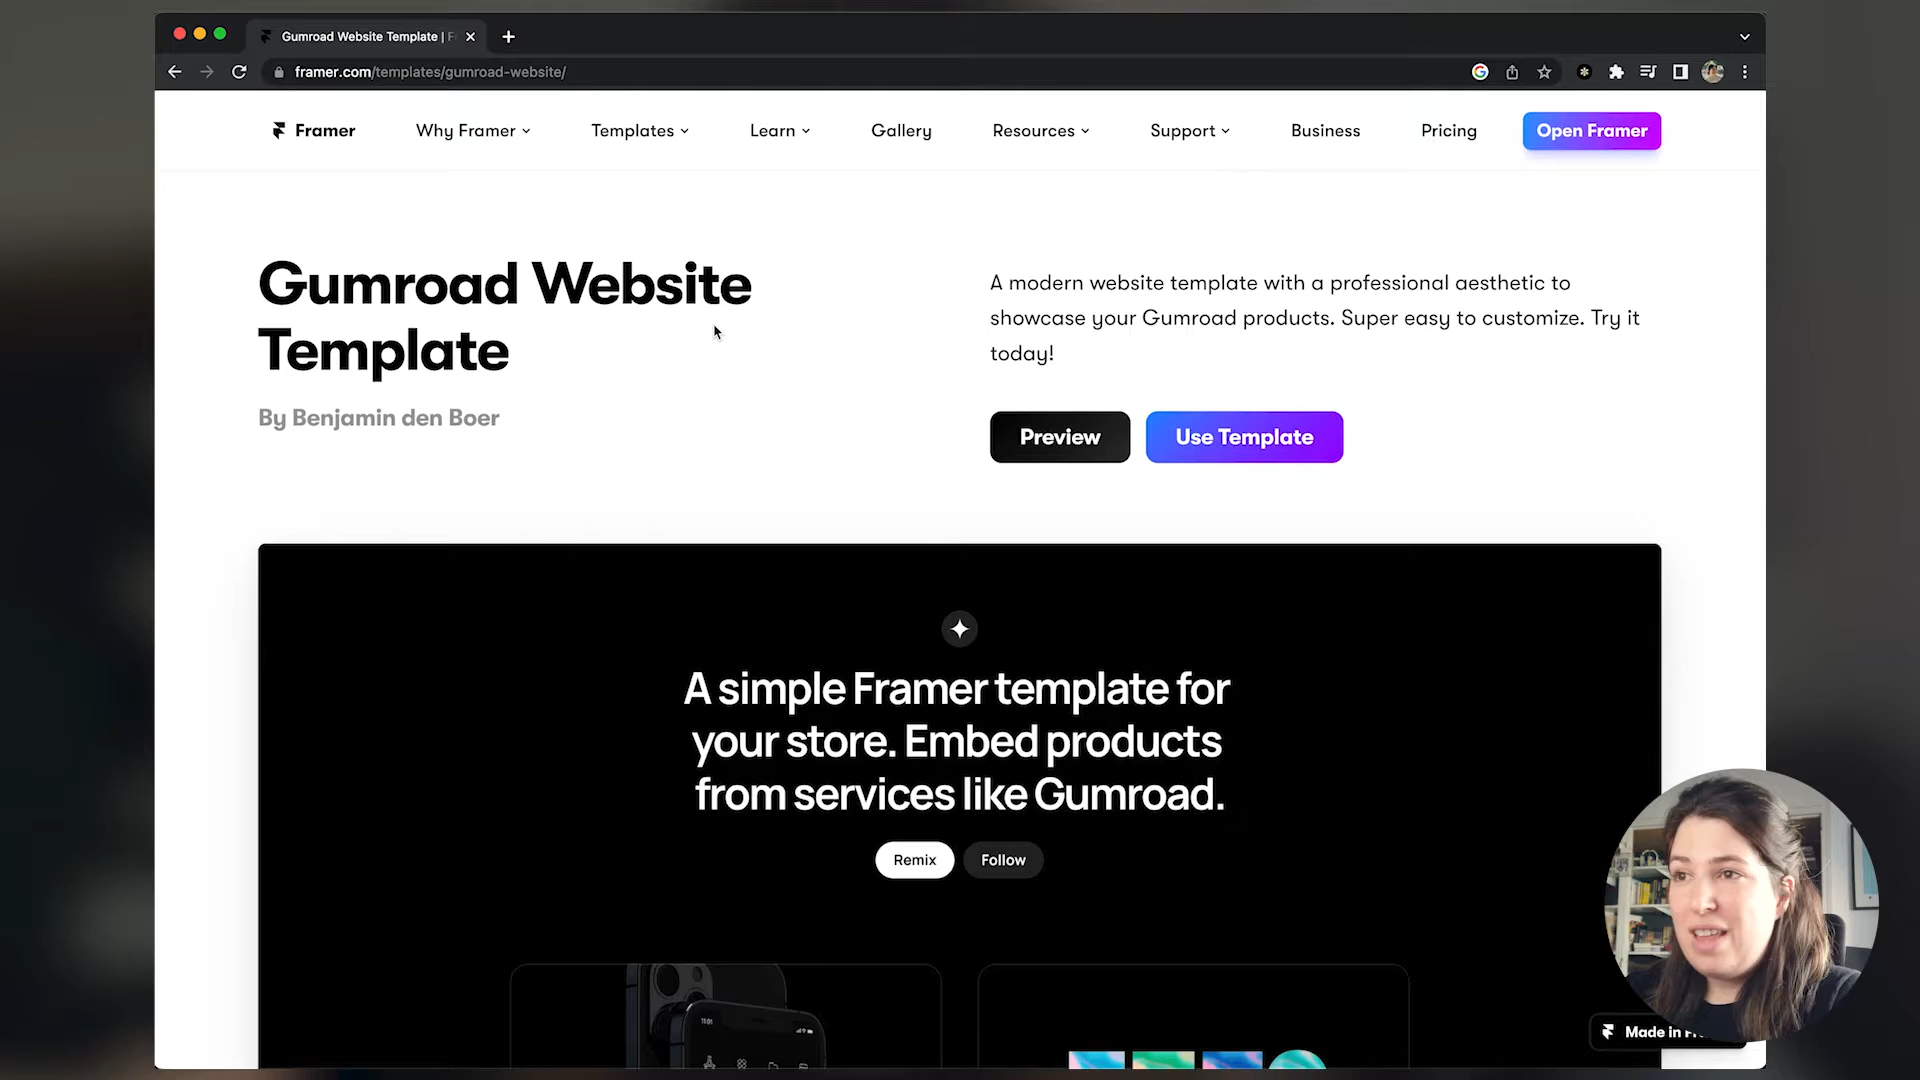 Gumroad Website Template | F
framer.com/templates/gumroad-website/
Framer
Why Framer
Templates
Learn
Gallery
Resources
Support
Business
Pricing
Open Framer
Gumroad Website
Template
By Benjamin den Boer
A modern website template with a professional aesthetic to
showcase your Gumroad products. Super easy to customize. Try it
today!
Preview
Use Template
A simple Framer template for
your store. Embed products
from services like Gumroad.
Remix
Follow
11:01
Made in Fr